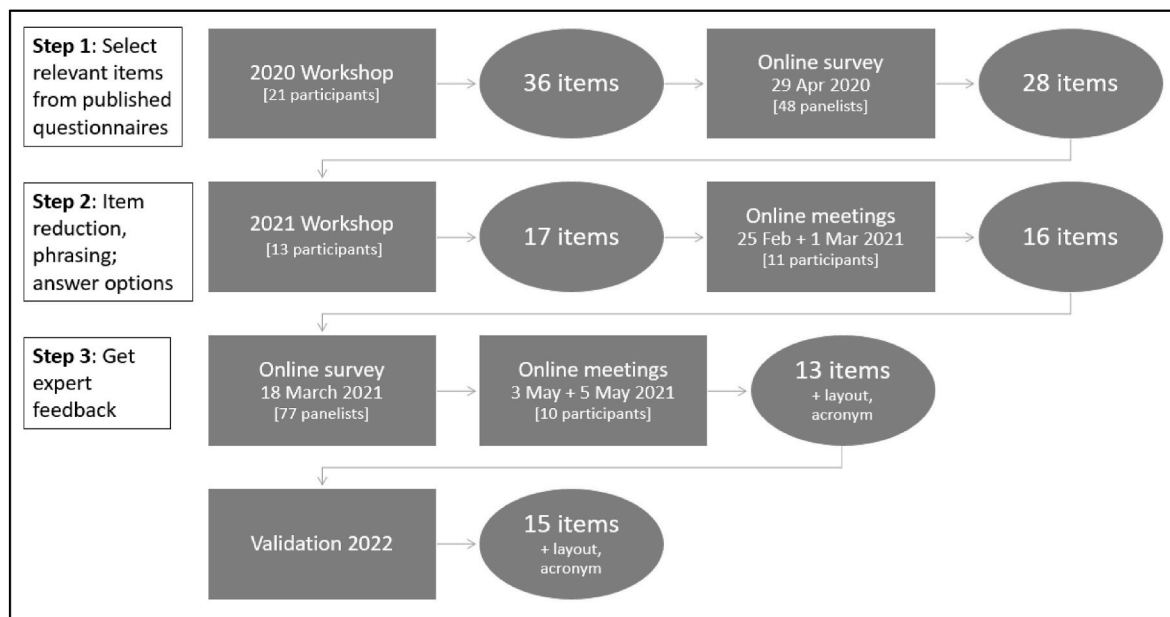 Step 1: Select
relevant items
from published
questionnaires
2020 Workshop
[21 participants]
36 items
Online survey
29 Apr 2020
[48 panelists]
28 items
Step 2: Item
reduction,
phrasing;
answer options
2021 Workshop
[13 participants]
17 items
Online meetings
25 Feb + 1 Mar 2021
[11 participants]
16 items
Step 3: Get
expert
feedback
Online survey
18 March 2021
[77 panelists]
Online meetings
3 May + 5 May 2021
[10 participants]
13 items
+ layout,
acronym
Validation 2022
15 items
+ layout,
acronym